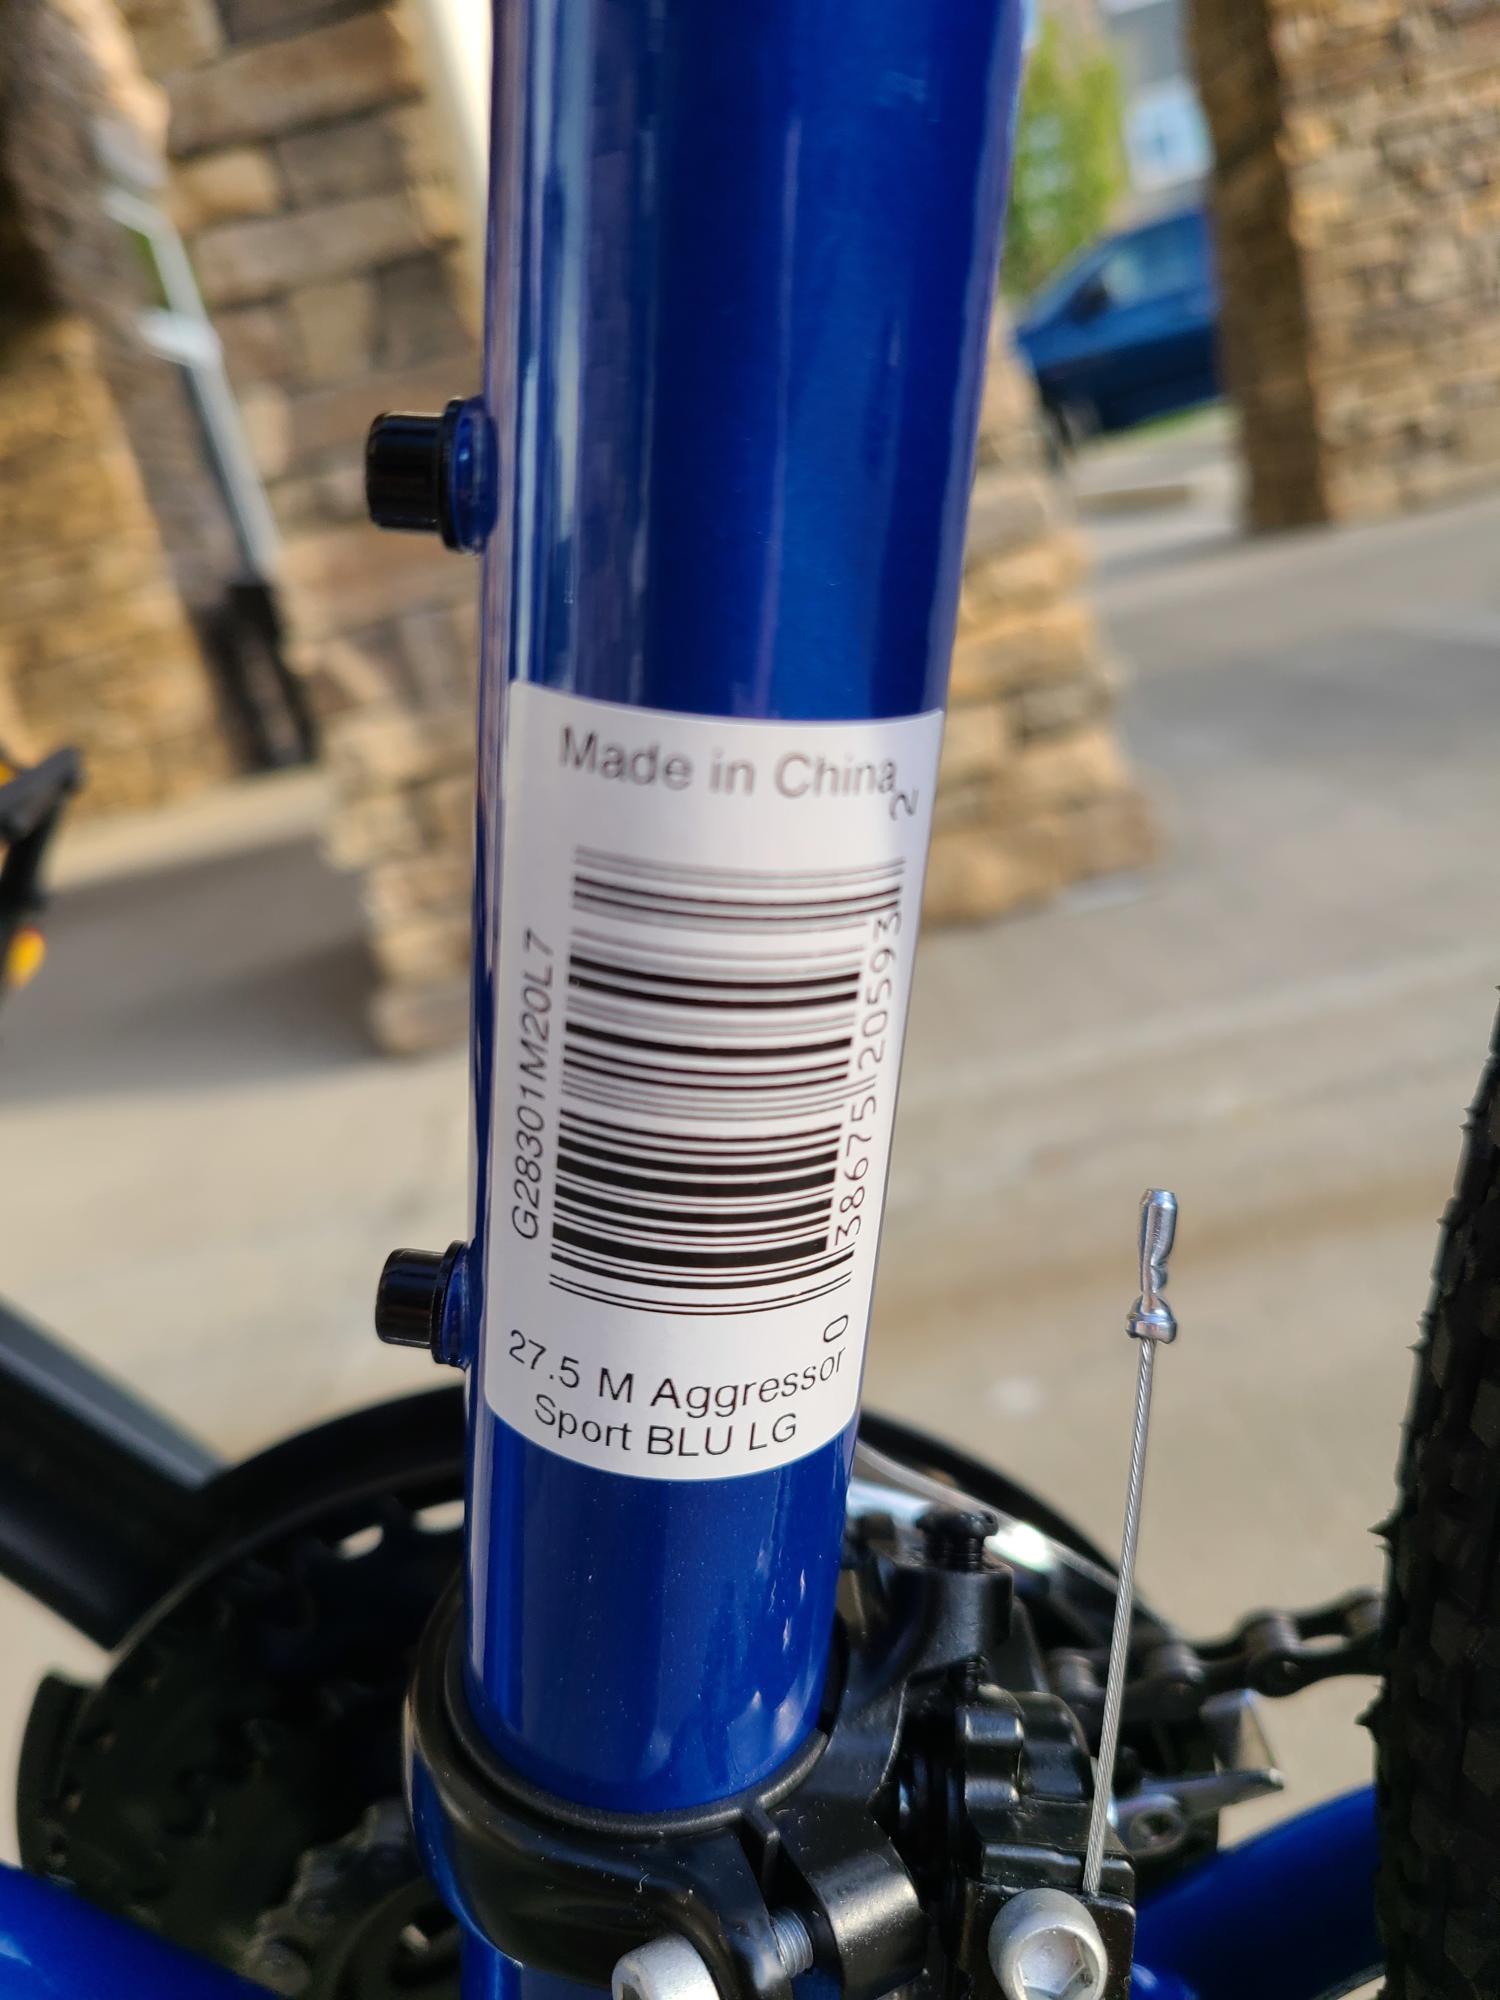 Made in China
G28301M20L7
0 38675 20593 2
27.5 M Aggressor
Sport BLU LG